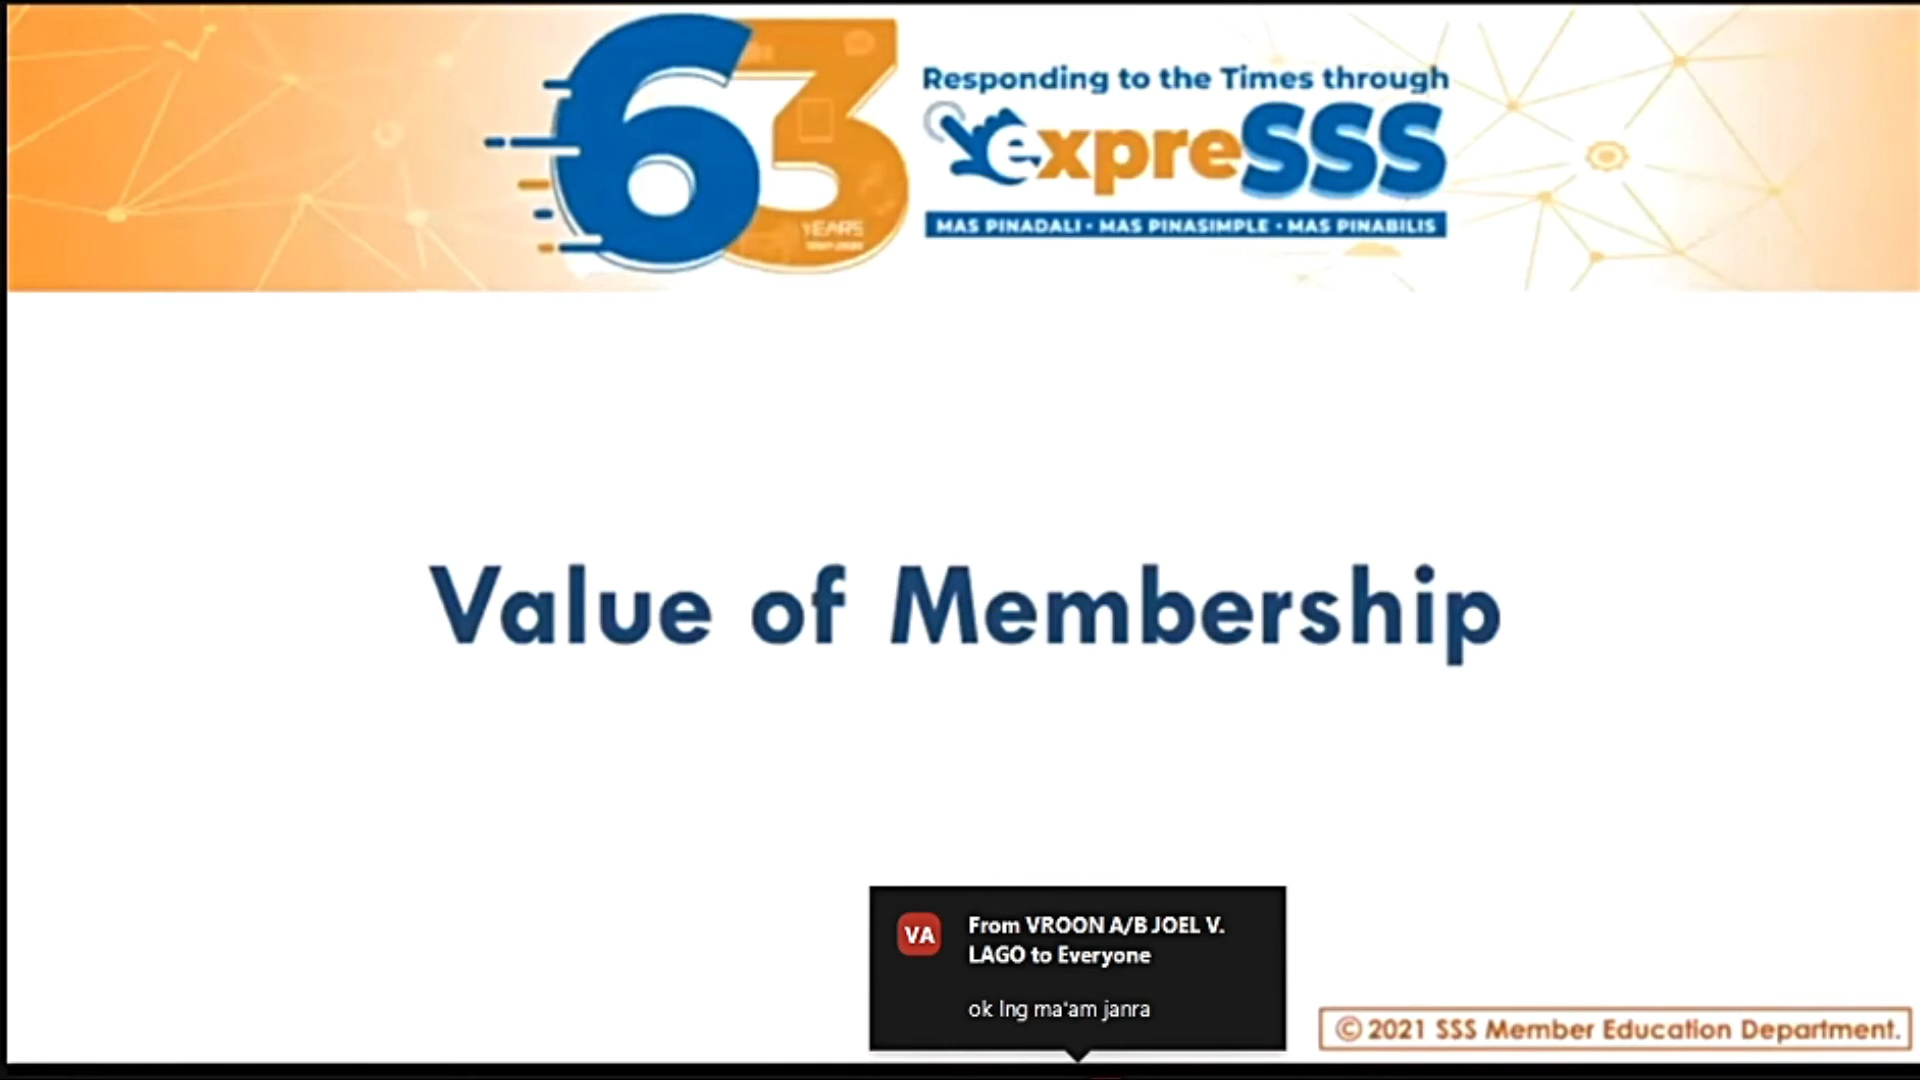 63
YEARS
Responding to the Times through
expreSSS
MAS PINADALI • MAS PINASIMPLE • MAS PINABILIS
Value of Membership
VA
From VROON A/B JOEL V.
LAGO to Everyone
ok lng ma'am janra
© 2021 SSS Member Education Department.